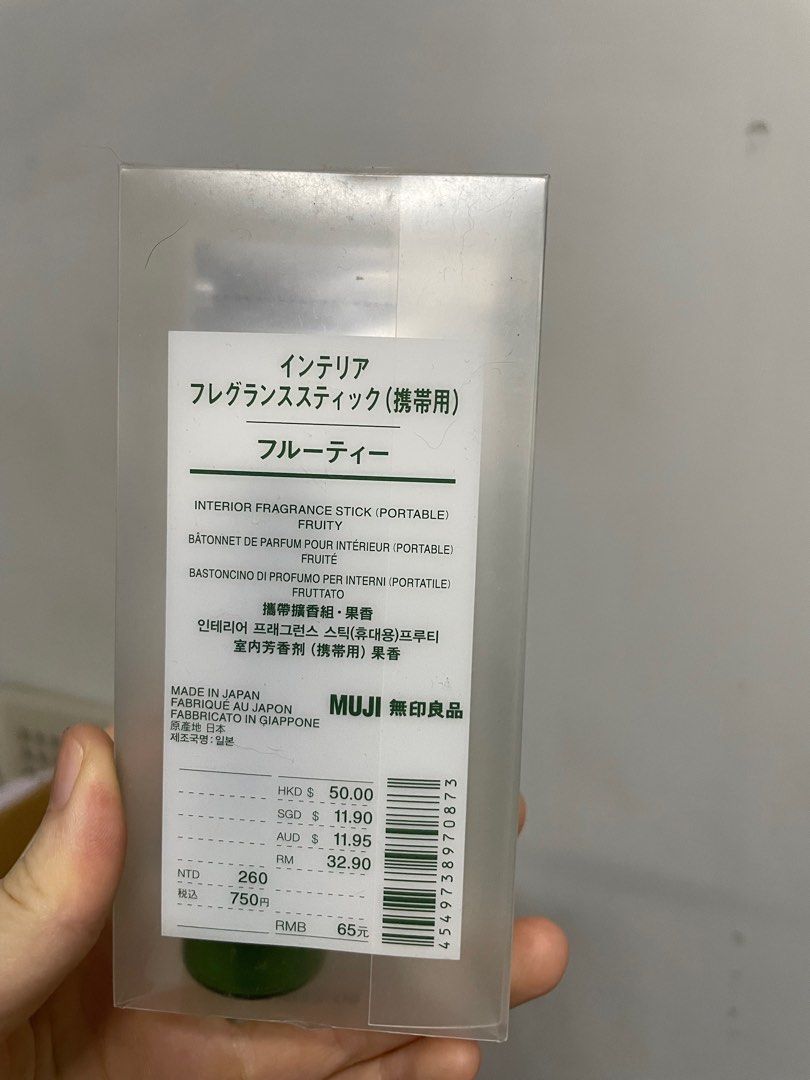 インテリア
フレグランススティック(携帯用)
フルーティー
INTERIOR FRAGRANCE STICK (PORTABLE)
FRUITY
BÂTONNET DE PARFUM POUR INTÉRIEUR (PORTABLE)
FRUITÉ
BASTONCINO DI PROFUMO PER INTERNI (PORTATILE)
FRUTTATO
攜帶擴香組・果香
인테리어 프래그런스 스틱(휴대용)프루티
室内芳香剂 (携带用) 果香
MADE IN JAPAN
FABRIQUÉ AU JAPON
FABBRICATO IN GIAPPONE
原產地 日本
제조국명:일본
MUJI 無印良品
HKD $ 50.00
SGD $ 11.90
AUD $ 11.95
RM 32.90
NTD 260
税込 750円
RMB 65元
4549738970873